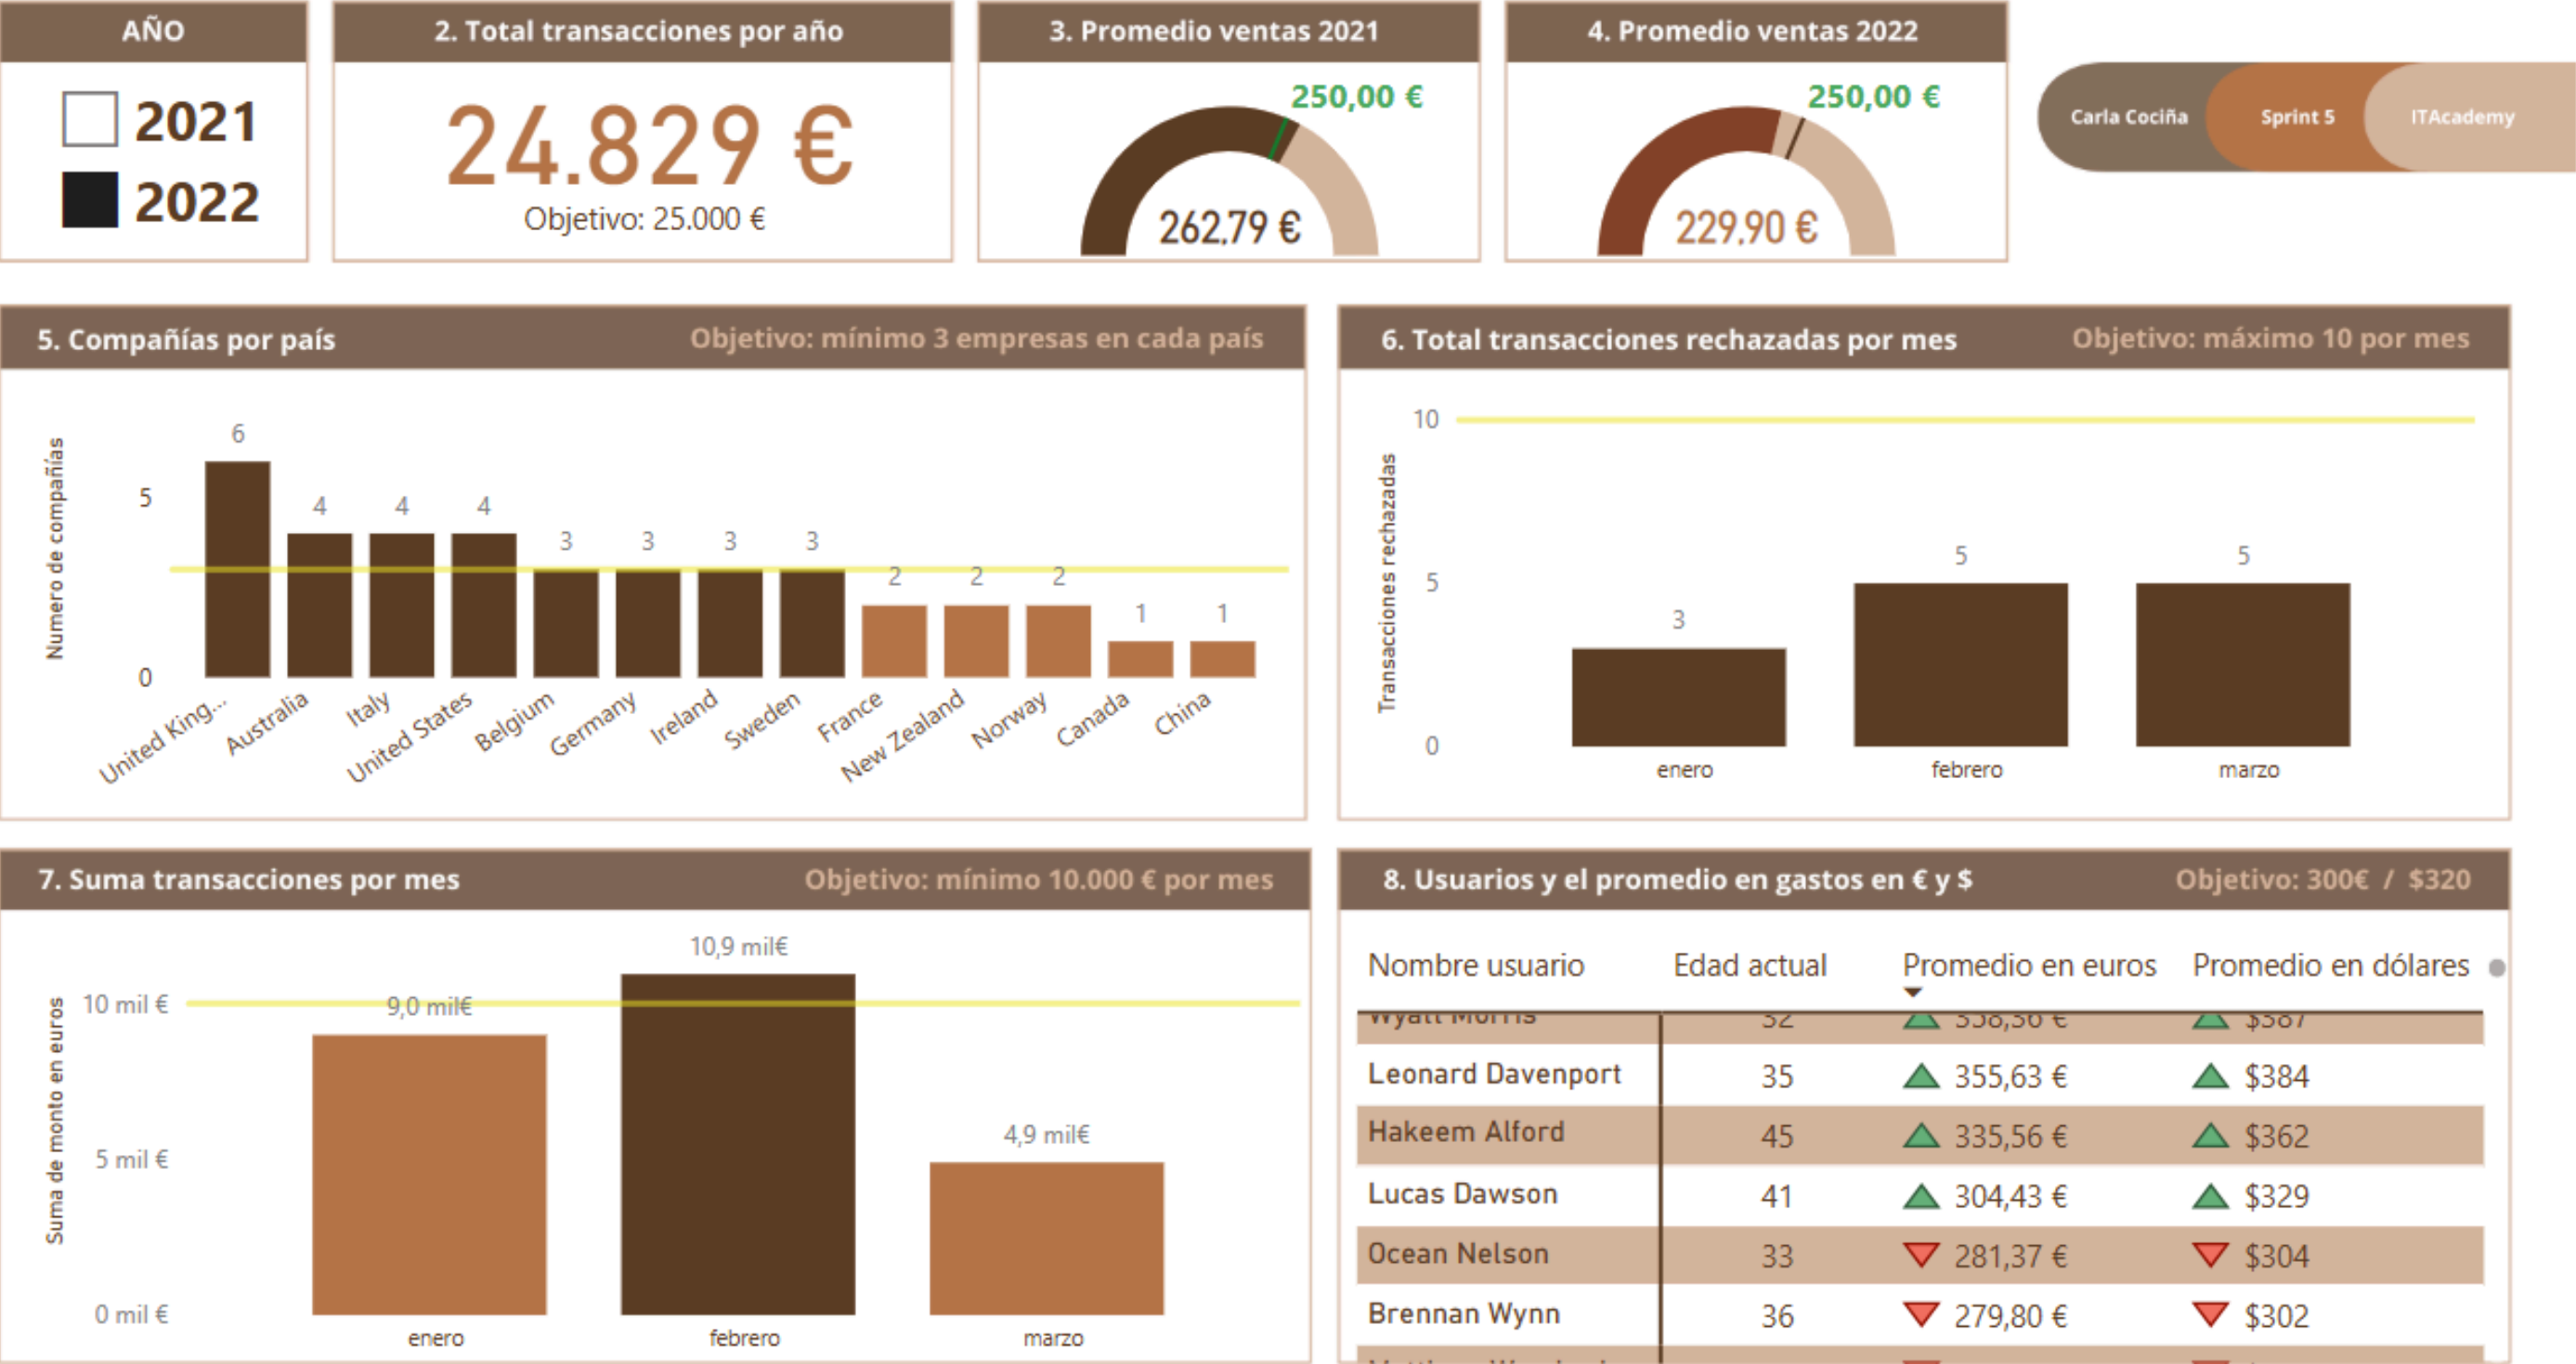 AÑO
2021
2022
2. Total transacciones por año
24.829 €
Objetivo: 25.000 €
3. Promedio ventas 2021
250,00 €
262,79 €
4. Promedio ventas 2022
250,00 €
229,90 €
Carla Cociña
Sprint 5
ITAcademy
5. Compañías por país
Objetivo: mínimo 3 empresas en cada país
Numero de compañías
5
0
6
4
4
4
3
3
3
3
2
2
2
1
1
United King...
Australia
Italy
United States
Belgium
Germany
Ireland
Sweden
France
New Zealand
Norway
Canada
China
6. Total transacciones rechazadas por mes
Objetivo: máximo 10 por mes
Transacciones rechazadas
10
5
0
3
5
5
enero
febrero
marzo
7. Suma transacciones por mes
Objetivo: mínimo 10.000 € por mes
Suma de monto en euros
10 mil €
5 mil €
0 mil €
9,0 mil€
10,9 mil€
4,9 mil€
enero
febrero
marzo
8. Usuarios y el promedio en gastos en € y $
Objetivo: 300€ / $320
Nombre usuario Edad actual Promedio en euros Promedio en dólares
Wyatt Morris 32 358,36 € $387
Leonard Davenport 35 355,63 € $384
Hakeem Alford 45 335,56 € $362
Lucas Dawson 41 304,43 € $329
Ocean Nelson 33 281,37 € $304
Brennan Wynn 36 279,80 € $302